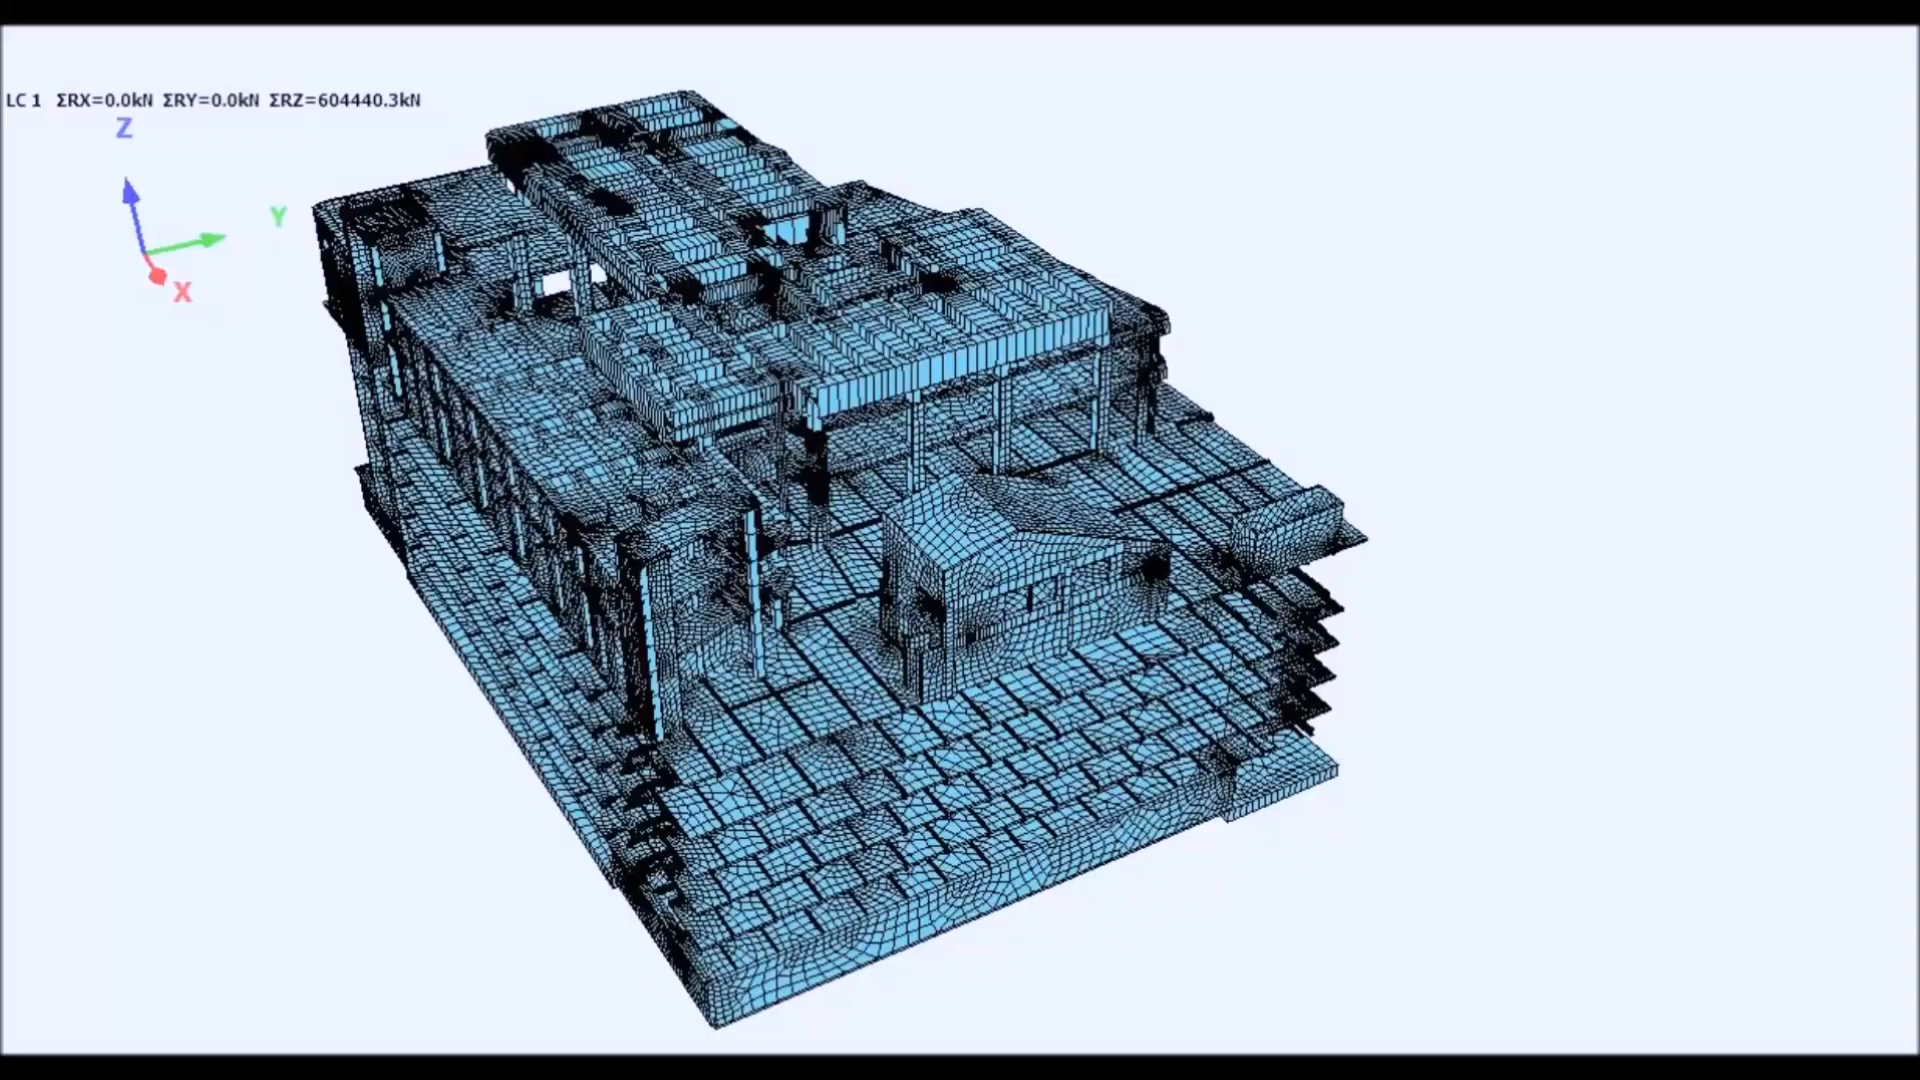 LC 1 ΣRX=0.0kN ΣRY=0.0kN ΣRZ=604440.3kN
Z
Y
X